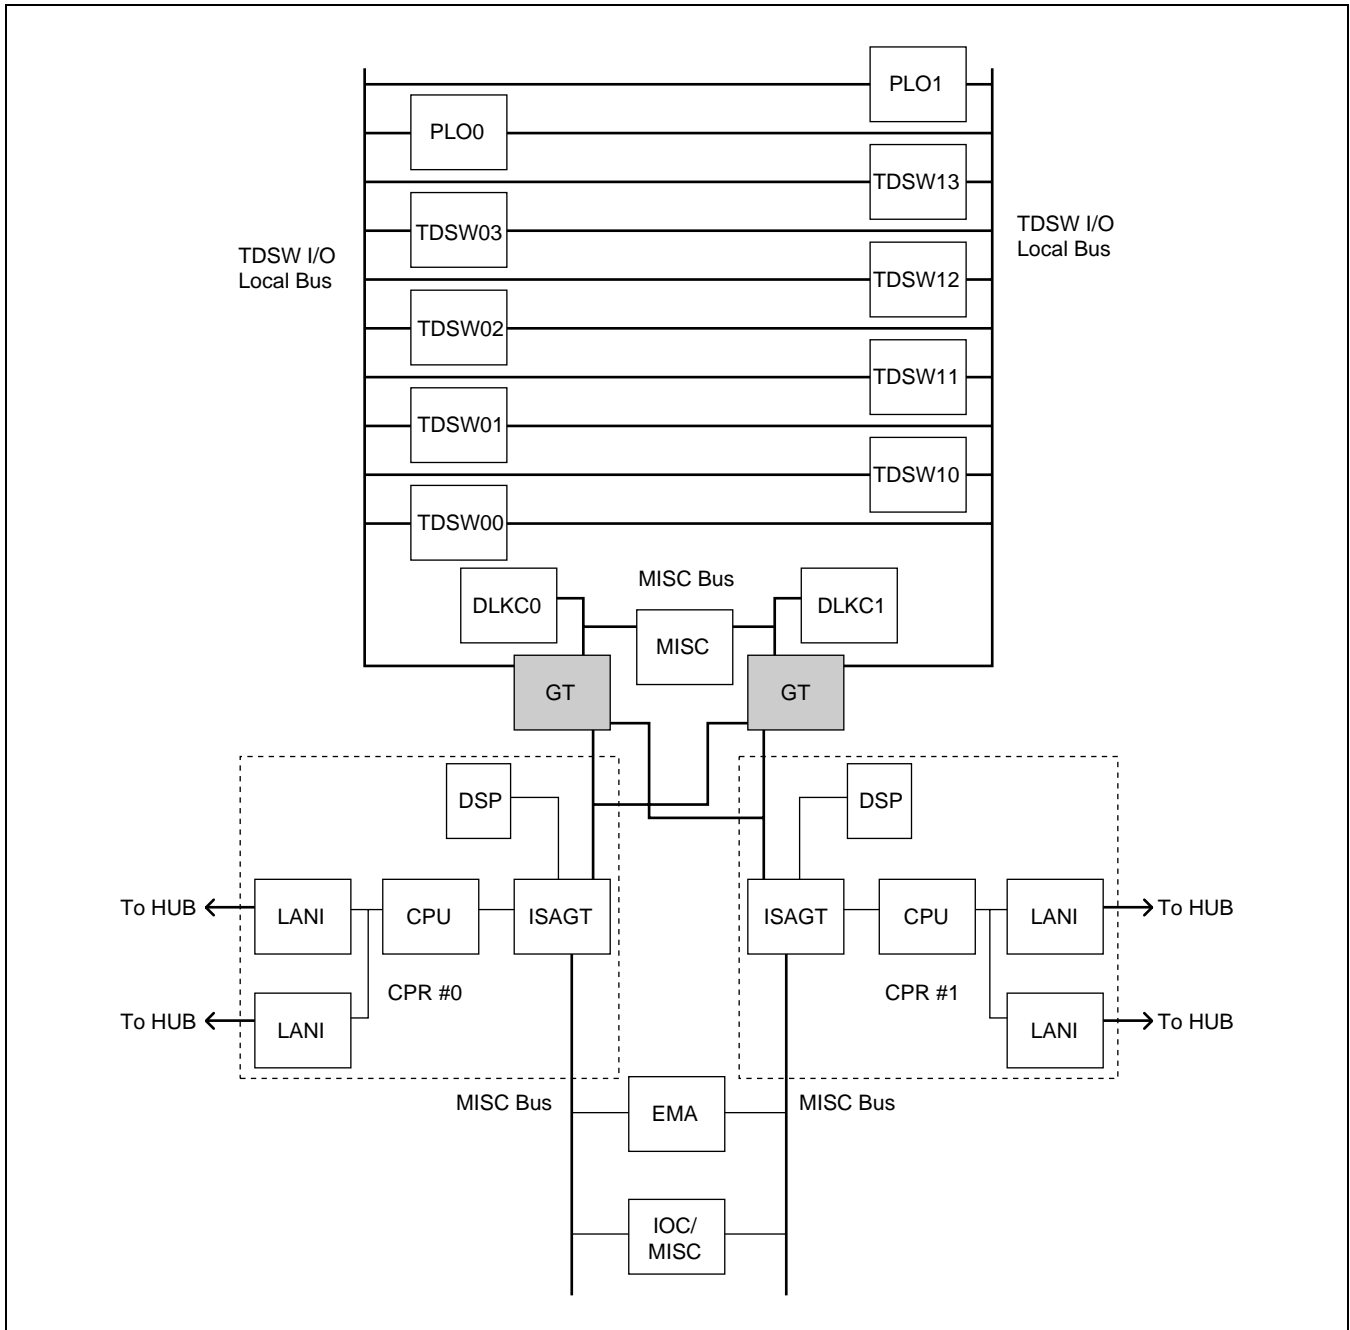 PLO1
PLO0
TDSW13
TDSW03
TDSW I/O
Local Bus
TDSW I/O
Local Bus
TDSW12
TDSW02
TDSW11
TDSW01
TDSW10
TDSW00
MISC Bus
DLKC0
DLKC1
MISC
GT
GT
DSP
DSP
To HUB
LANI
CPU
ISAGT
ISAGT
CPU
LANI
To HUB
CPR #0
CPR #1
To HUB
LANI
LANI
To HUB
MISC Bus
EMA
MISC Bus
IOC/
MISC